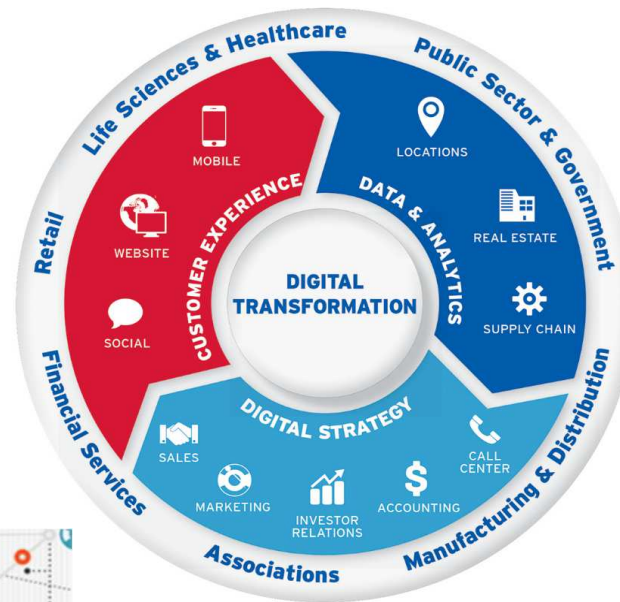 Life Sciences & Healthcare
Public Sector & Government
Retail
Financial Services
Associations
Manufacturing & Distribution
CUSTOMER EXPERIENCE
MOBILE
WEBSITE
SOCIAL
DATA & ANALYTICS
LOCATIONS
REAL ESTATE
SUPPLY CHAIN
DIGITAL
TRANSFORMATION
DIGITAL STRATEGY
SALES
MARKETING
INVESTOR
RELATIONS
$
ACCOUNTING
CALL
CENTER